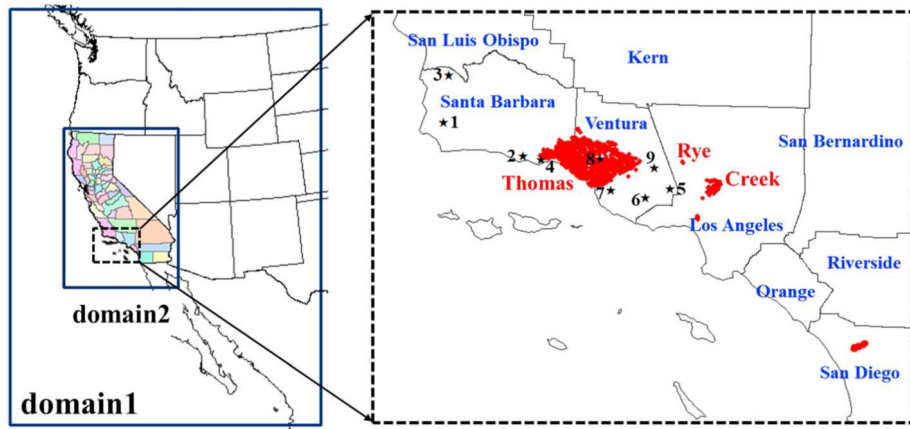 domain2
domain1
San Luis Obispo
Kern
3
Santa Barbara
1
Ventura
San Bernardino
2
4
8
9
Rye
Thomas
Creek
7
6
5
Los Angeles
Riverside
Orange
San Diego